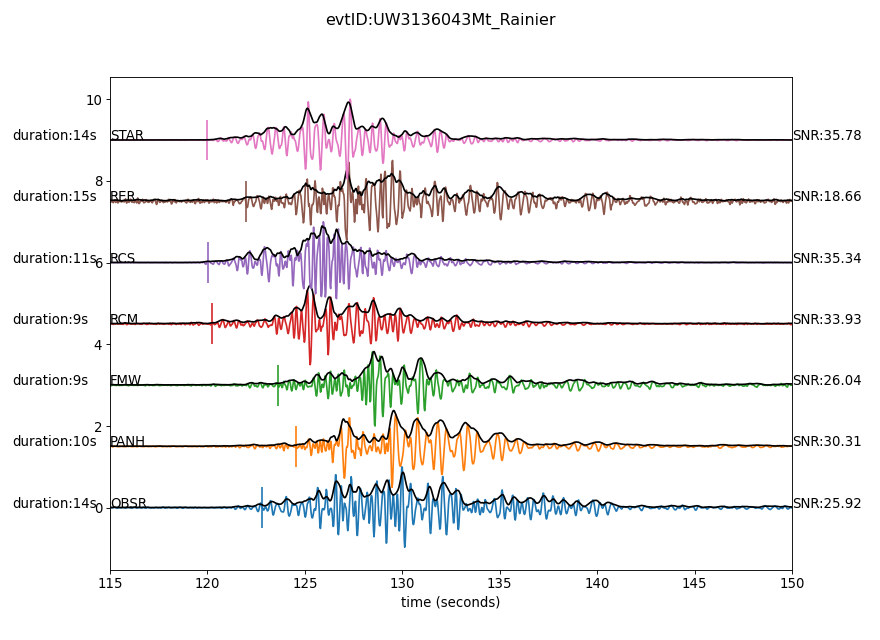 evtID:UW3136043Mt_Rainier
10
duration:14s STAR SNR:35.78
8
duration:15s RER SNR:18.66
duration:11s RCS SNR:35.34
6
duration:9s RCM SNR:33.93
4
duration:9s FMW SNR:26.04
2
duration:10s PANH SNR:30.31
duration:14s OBSR SNR:25.92
0
115 120 125 130 135 140 145 150
time (seconds)